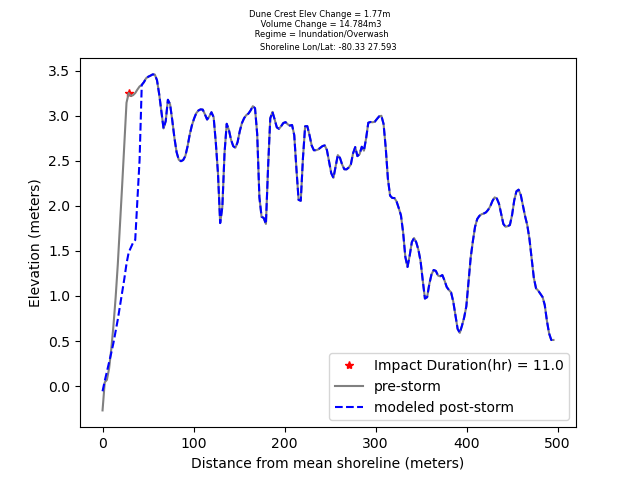 Dune Crest Elev Change = 1.77m
Volume Change = 14.784m3
Regime = Inundation/Overwash
Shoreline Lon/Lat: -80.33 27.593
3.5
3.0
2.5
2.0
1.5
1.0
0.5
0.0
Elevation (meters)
Impact Duration(hr) = 11.0
pre-storm
modeled post-storm
0
100
200
300
400
500
Distance from mean shoreline (meters)